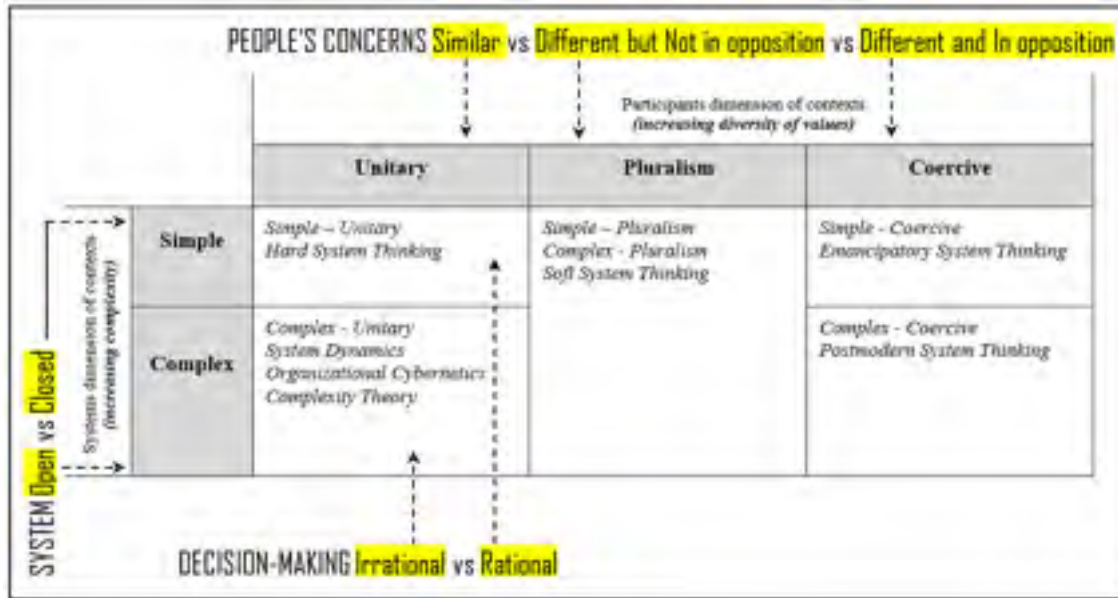 PEOPLE'S CONCERNS Similar vs Different but Not in opposition vs Different and In opposition
Participants dimension of contexts
(increasing diversity of values)
Unitary
Pluralism
Coercive
Simple
Simple – Unitary
Hard System Thinking
Simple – Pluralism
Complex - Pluralism
Soft System Thinking
Simple - Coercive
Emancipatory System Thinking
Complex
Complex - Unitary
System Dynamics
Organizational Cybernetics
Complexity Theory
Complex - Coercive
Postmodern System Thinking
SYSTEM Open vs Closed
Systems dimension of contexts
(increasing complexity)
DECISION-MAKING Irrational vs Rational